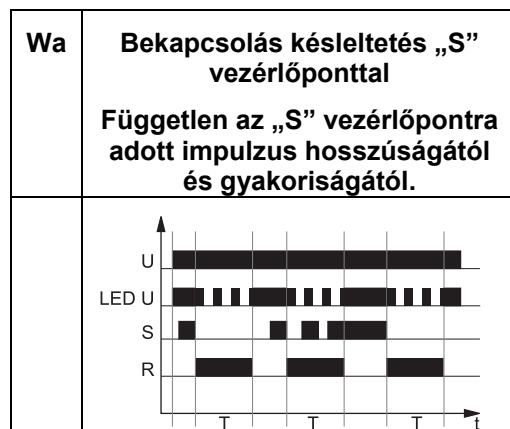 Wa
Bekapcsolás késleltetés „S”
vezérlőponttal
Független az „S” vezérlőpontra
adott impulzus hosszúságától
és gyakoriságától.
U
LED U
S
R
T T T t